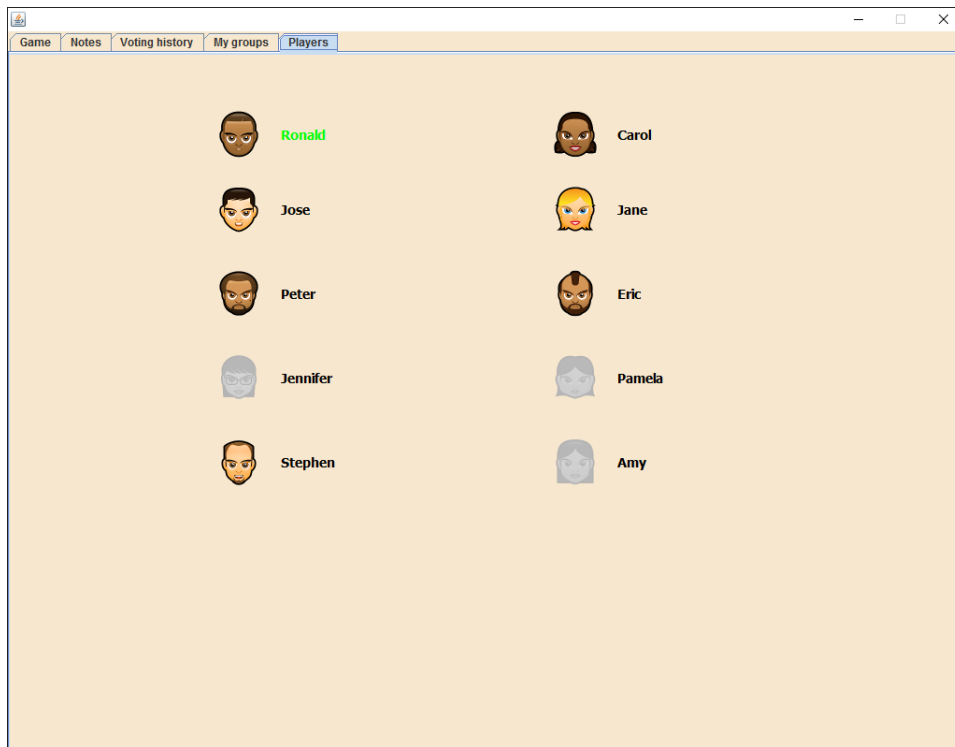 Game Notes Voting history My groups Players
Ronald Carol
Jose Jane
Peter Eric
Jennifer Pamela
Stephen Amy